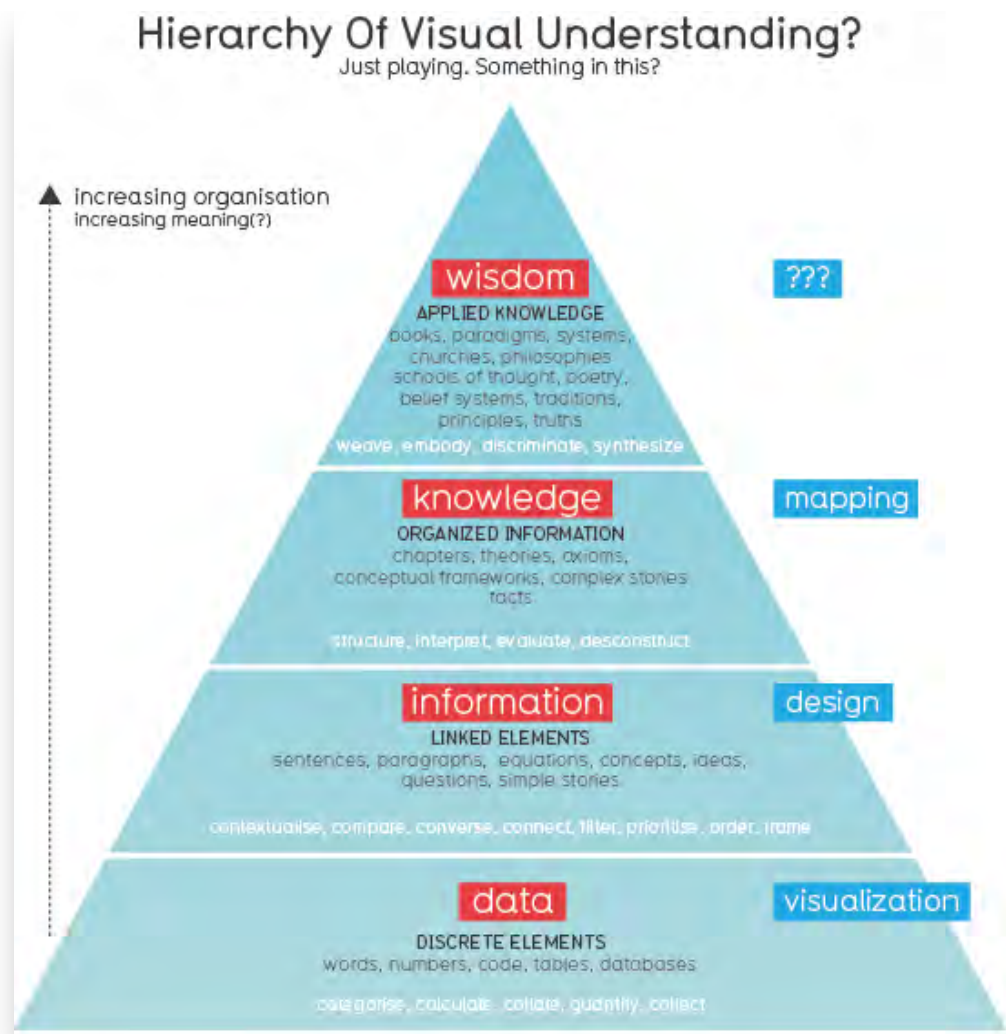 Hierarchy Of Visual Understanding?
Just playing. Something in this?
increasing organisation
increasing meaning(?)
wisdom
???
APPLIED KNOWLEDGE
books, paradigms, systems,
churches, philosophies
schools of thought, poetry,
belief systems, traditions,
principles, truths
weave, embody, discriminate, synthesize
knowledge
mapping
ORGANIZED INFORMATION
chapters, theories, axioms,
conceptual frameworks, complex stories
facts
structure, interpret, evaluate, desconstruct
information
design
LINKED ELEMENTS
sentences, paragraphs, equations, concepts, ideas,
questions, simple stories
contextualise, compare, converse, connect, filter, prioritise, order, frame
data
visualization
DISCRETE ELEMENTS
words, numbers, code, tables, databases
categorise, calculate, collate, quantify, collect